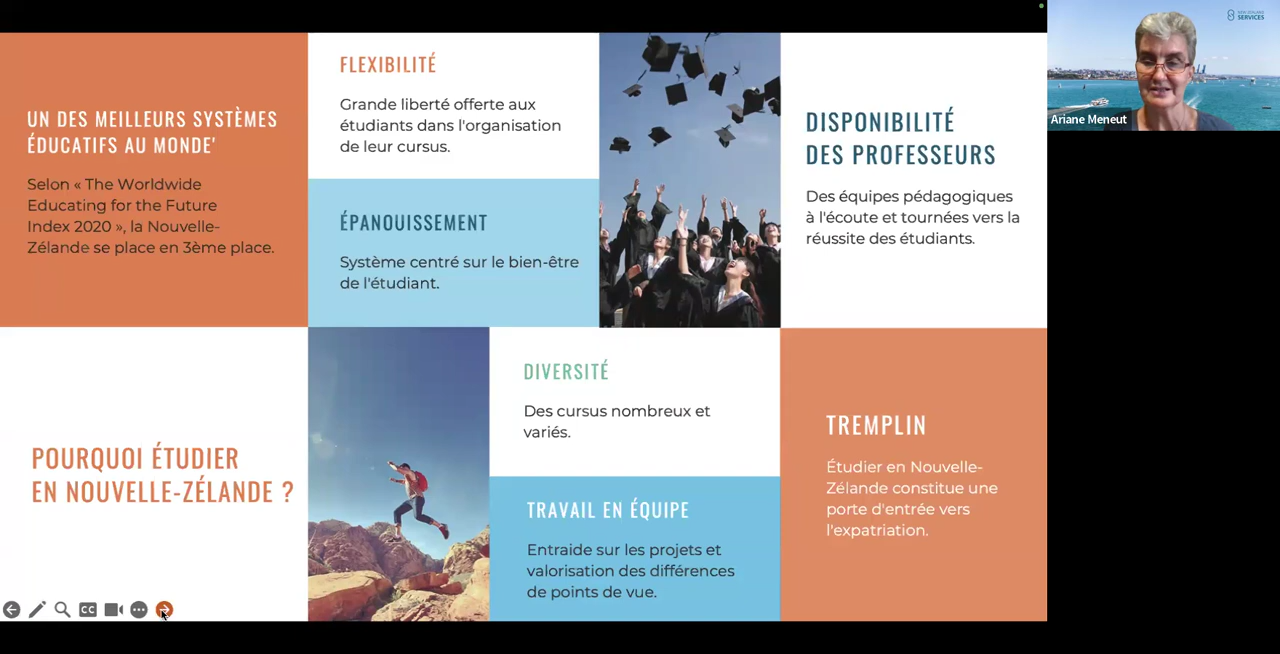 UN DES MEILLEURS SYSTÈMES
ÉDUCATIFS AU MONDE'
Selon « The Worldwide
Educating for the Future
Index 2020 », la Nouvelle-
Zélande se place en 3ème place.
FLEXIBILITÉ
Grande liberté offerte aux
étudiants dans l'organisation
de leur cursus.
ÉPANOUISSEMENT
Système centré sur le bien-être
de l'étudiant.
DISPONIBILITÉ
DES PROFESSEURS
Des équipes pédagogiques
à l'écoute et tournées vers la
réussite des étudiants.
POURQUOI ÉTUDIER
EN NOUVELLE-ZÉLANDE ?
DIVERSITÉ
Des cursus nombreux et
variés.
TRAVAIL EN ÉQUIPE
Entraide sur les projets et
valorisation des différences
de points de vue.
TREMPLIN
Étudier en Nouvelle-
Zélande constitue une
porte d'entrée vers
l'expatriation.
CC
SERVICES
Ariane Meneut